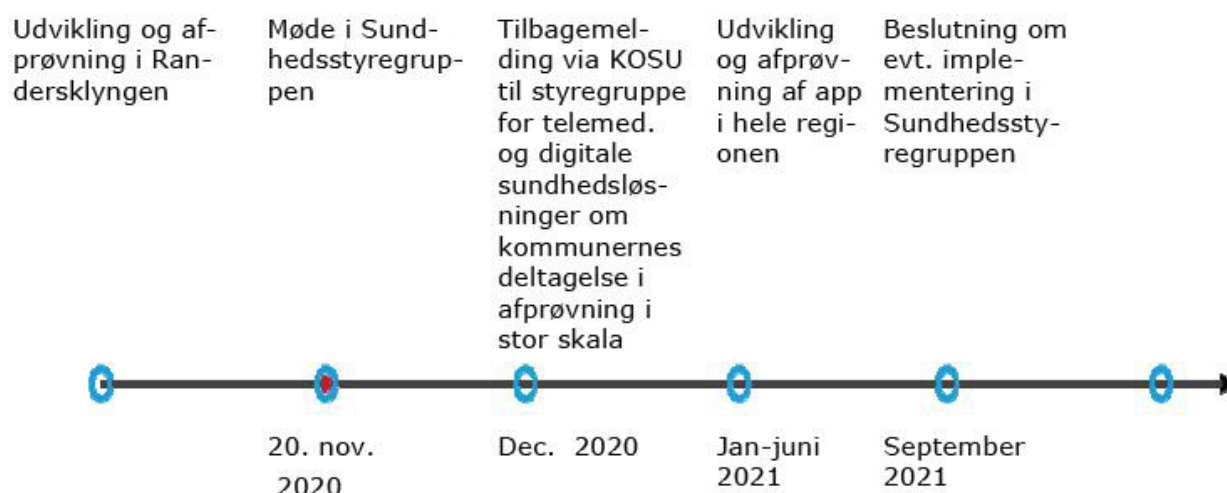 Udvikling og af-
prøvning i Ran-
dersklyngen
Møde i Sund-
hedsstyregrup-
pen
Tilbagemel-
ding via KOSU
til styregruppe
for telemed.
og digitale
sundhedsløs-
ninger om
kommunernes
deltagelse i
afprøvning i
stor skala
Udvikling
og afprøv-
ning af app
i hele regi-
onen
Beslutning om
evt. imple-
mentering i
Sundhedssty-
regruppen
20. nov.
2020
Dec. 2020
Jan-juni
2021
September
2021